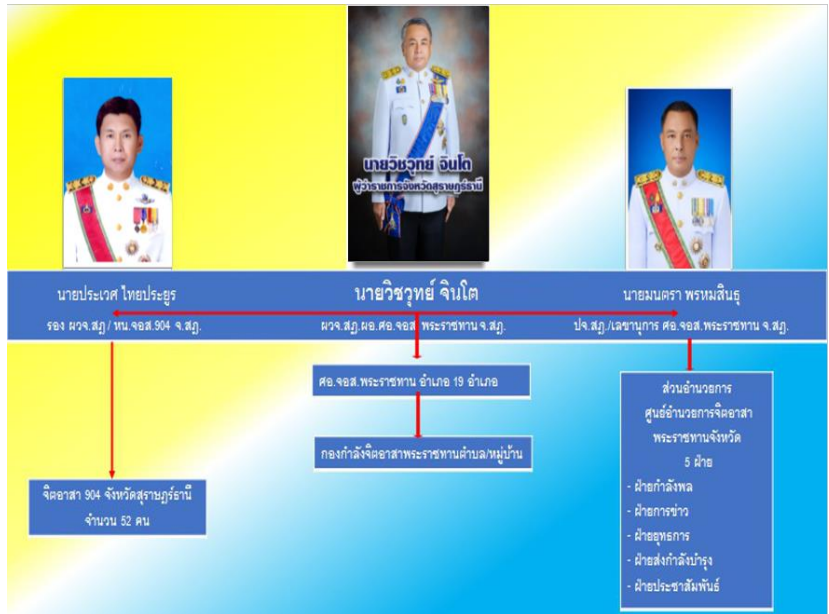 นายวิชวุทย์ จินโต
ผู้ว่าราชการจังหวัดสุราษฎร์ธานี
นายประเวศ ไทยประยูร
รอง ผวจ.สฎ / หน.จอส.904 จ.สฎ.
นายวิชวุทย์ จินโต
ผวจ.สฎ.ผอ.ศอ.จอส. พระราชทาน จ.สฎ.
นายมนตรา พรหมสินธุ
ปจ.สฎ./เลขานุการ ศอ.จอส.พระราชทาน จ.สฎ.
ศอ.จอส.พระราชทาน อำเภอ 19 อำเภอ
กองกำลังจิตอาสาพระราชทานตำบล/หมู่บ้าน
จิตอาสา 904 จังหวัดสุราษฎร์ธานี
จำนวน 52 คน
ส่วนอำนวยการ
ศูนย์อำนวยการจิตอาสา
พระราชทานจังหวัด
5 ฝ่าย
- ฝ่ายกำลังพล
- ฝ่ายการข่าว
- ฝ่ายยุทธการ
- ฝ่ายส่งกำลังบำรุง
- ฝ่ายประชาสัมพันธ์